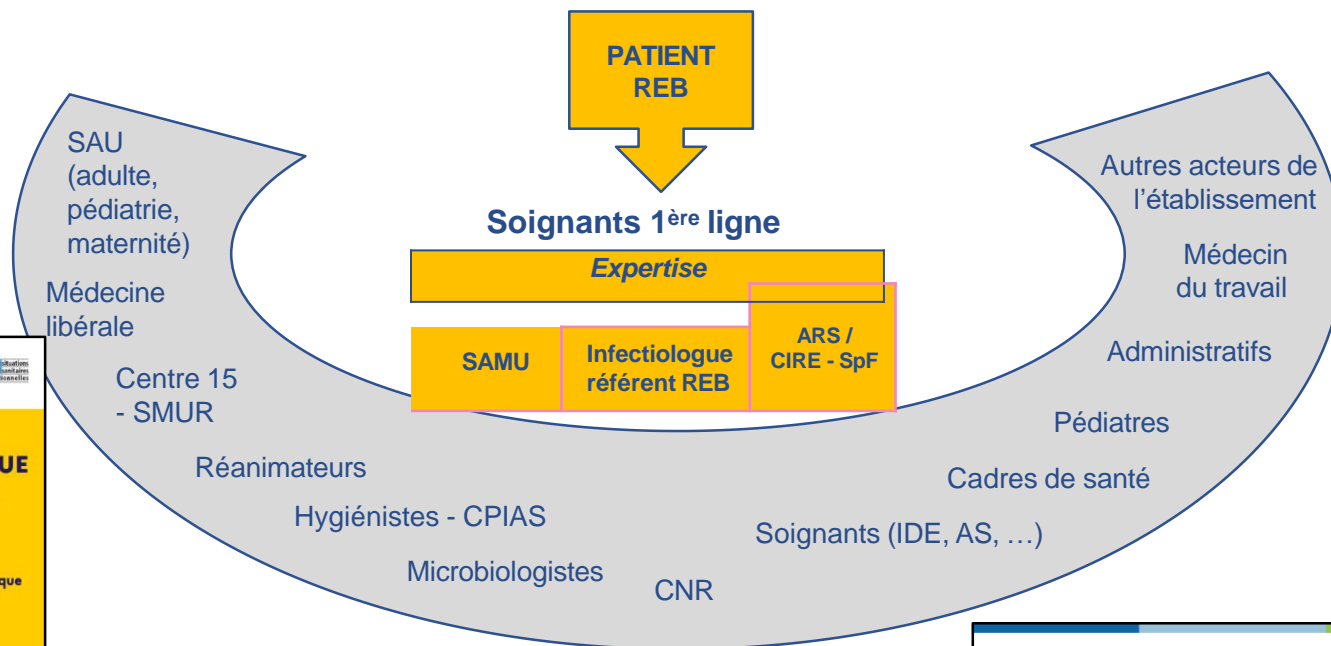 PATIENT
REB
Soignants 1ère ligne
Expertise
SAMU
Infectiologue
référent REB
ARS /
CIRE - SpF
SAU
(adulte,
pédiatrie,
maternité)
Médecine
libérale
Centre 15
- SMUR
Réanimateurs
Hygiénistes - CPIAS
Microbiologistes
CNR
Soignants (IDE, AS, …)
Cadres de santé
Pédiatres
Administratifs
Médecin
du travail
Autres acteurs de
l'établissement
situations
sanitaires
UE
que